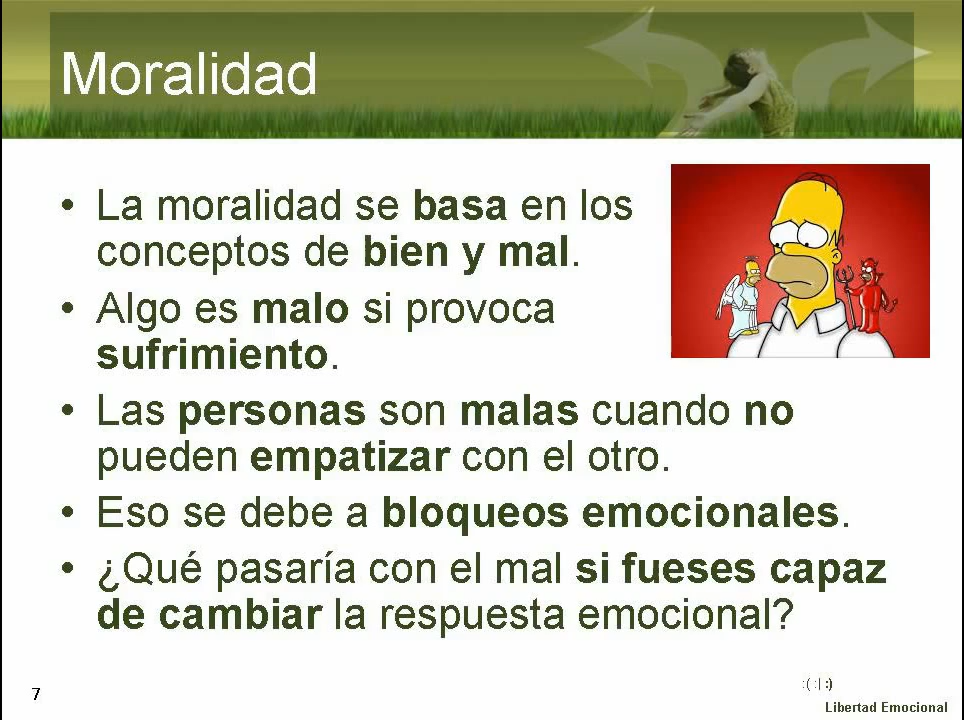 Moralidad
• La moralidad se basa en los
conceptos de bien y mal.
• Algo es malo si provoca
sufrimiento.
• Las personas son malas cuando no
pueden empatizar con el otro.
• Eso se debe a bloqueos emocionales.
• ¿Qué pasaría con el mal si fueses capaz
de cambiar la respuesta emocional?
7
:( :| :)
Libertad Emocional